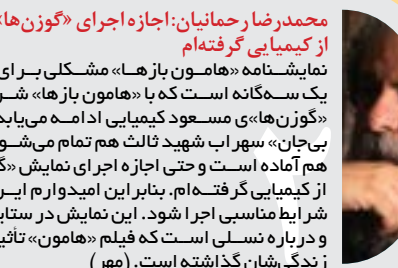 محمدرضا رحمانیان: اجازه اجرای «گوزن‌ها»
از کیمیایی گرفته‌ام
نمایشنامه «هامون بازها» مشکلی برای
یک سه‌گانه است که با «هامون بازها» شر
«گوزن‌ها»ی مسعود کیمیایی ادامه می‌یابد
بی‌جان» سهراب شهید ثالث هم تمام می‌شو
هم آماده است و حتی اجازه اجرای نمایش «گ
از کیمیایی گرفته‌ام. بنابراین امیدوارم ایر
شرایط مناسبی اجرا شود. این نمایش در ستای
و درباره نسلی است که فیلم «هامون» تأثیر
زندگی‌شان گذاشته است. (مهر)